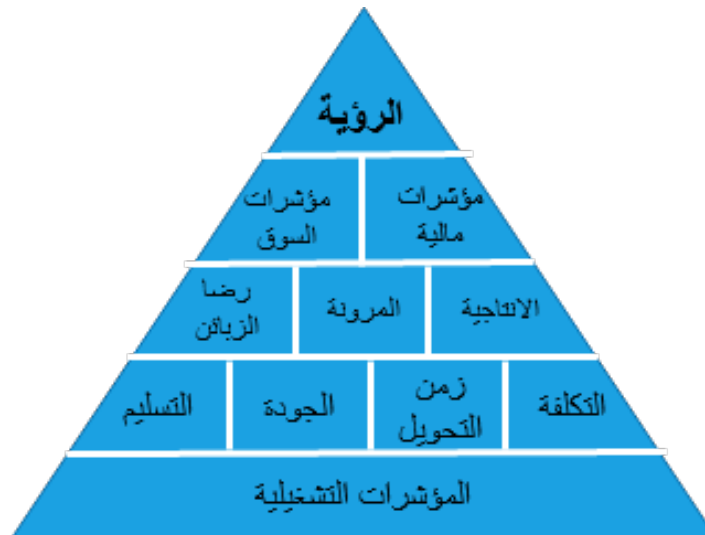 الرؤية
مؤشرات
مالية
مؤشرات
السوق
الانتاجية
المرونة
رضا
الزبائن
التكلفة
زمن
التحويل
الجودة
التسليم
المؤشرات التشغيلية